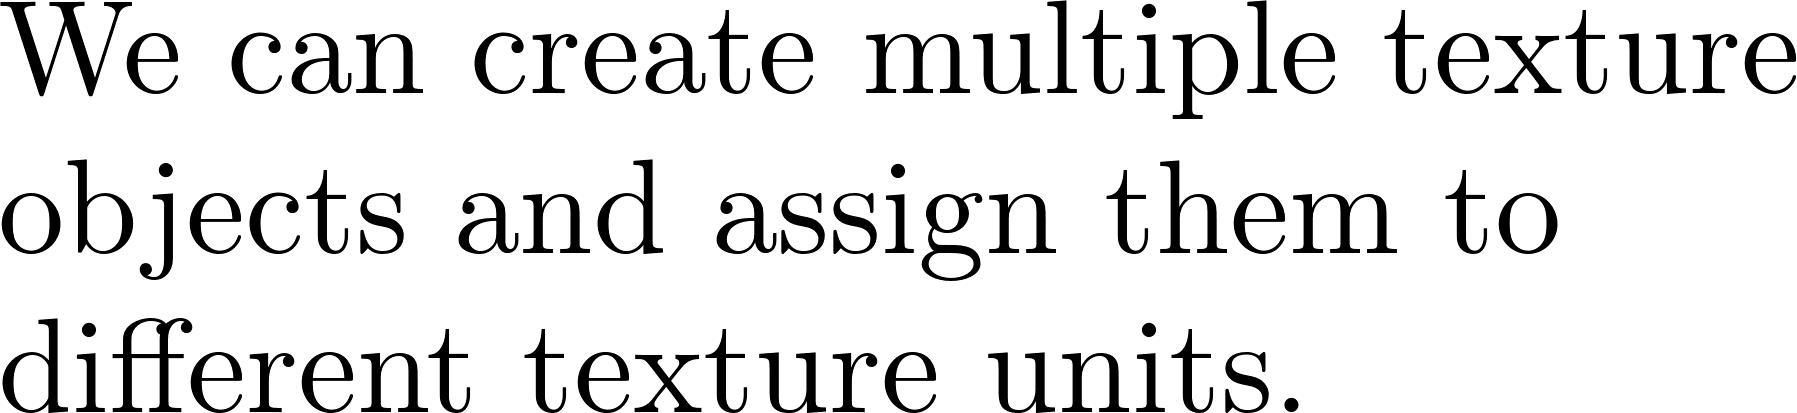 We can create multiple texture
objects and assign them to
different texture units.